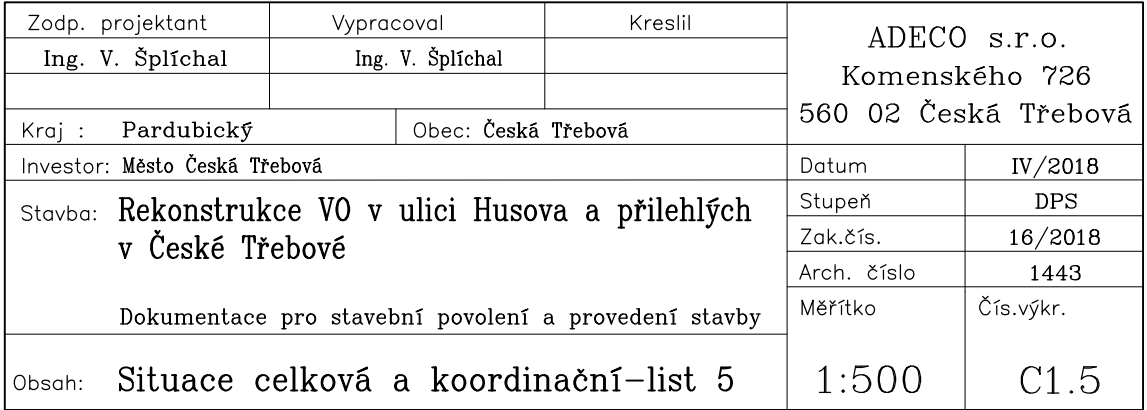 Zodp. projektant Vypracoval Kreslil
Ing. V. Šplíchal Ing. V. Šplíchal
ADECO s.r.o.
Komenského 726
560 02 Česká Třebová
Kraj : Pardubický Obec: Česká Třebová
Investor: Město Česká Třebová
Datum IV/2018
Stavba: Rekonstrukce VO v ulici Husova a přilehlých
v České Třebové
Dokumentace pro stavební povolení a provedení stavby
Stupeň DPS
Zak.čís. 16/2018
Arch. číslo 1443
Měřítko Čís.výkr.
Obsah: Situace celková a koordinační-list 5
1:500 C1.5